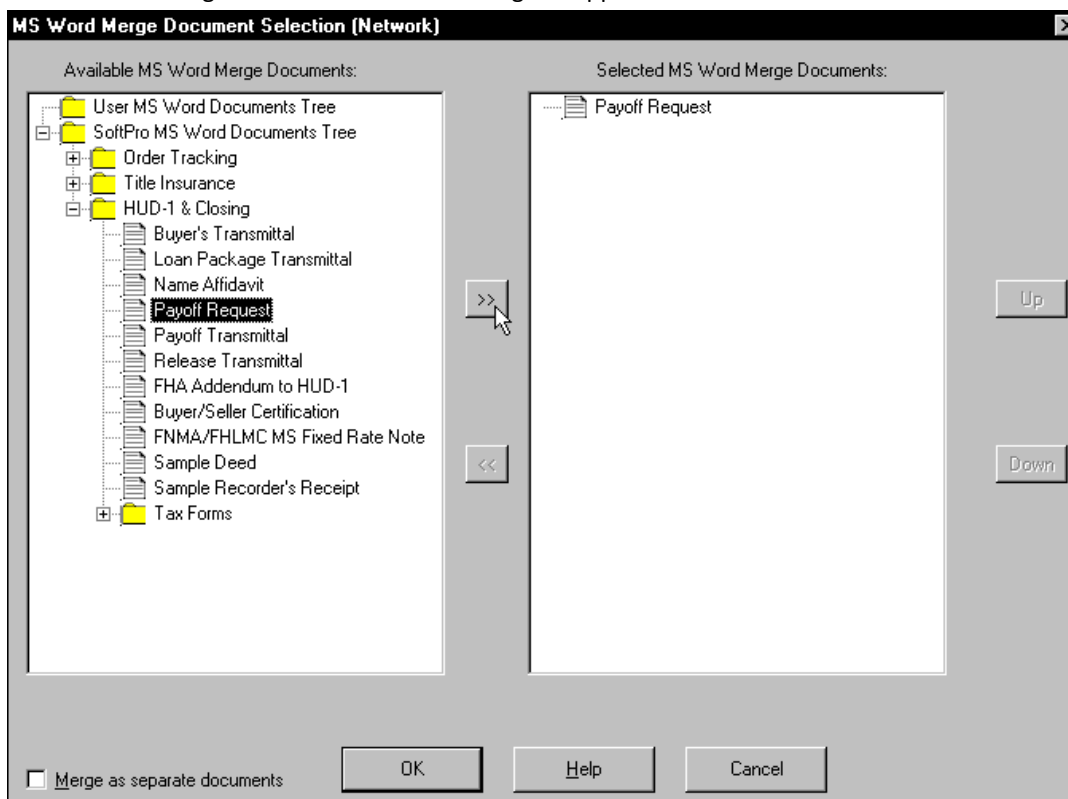 MS Word Merge Document Selection (Network)
Available MS Word Merge Documents:
User MS Word Documents Tree
SoftPro MS Word Documents Tree
Order Tracking
Title Insurance
HUD-1 & Closing
Buyer's Transmittal
Loan Package Transmittal
Name Affidavit
Payoff Request
Payoff Transmittal
Release Transmittal
FHA Addendum to HUD-1
Buyer/Seller Certification
FNMA/FHLMC MS Fixed Rate Note
Sample Deed
Sample Recorder's Receipt
Tax Forms
>>
<<
Selected MS Word Merge Documents:
Payoff Request
Up
Down
Merge as separate documents
OK
Help
Cancel